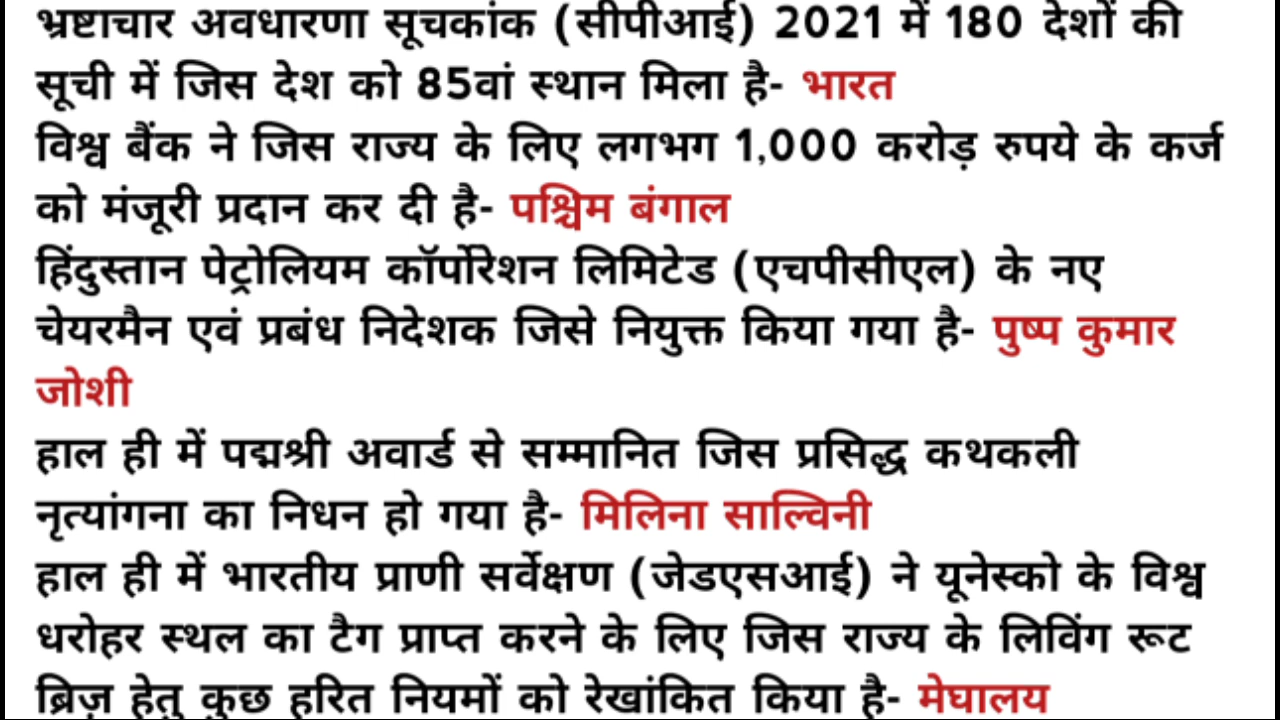 भ्रष्टाचार अवधारणा सूचकांक (सीपीआई) 2021 में 180 देशों की
सूची में जिस देश को 85वां स्थान मिला है- भारत
विश्व बैंक ने जिस राज्य के लिए लगभग 1,000 करोड़ रुपये के कर्ज
को मंजूरी प्रदान कर दी है- पश्चिम बंगाल
हिंदुस्तान पेट्रोलियम कॉर्पोरेशन लिमिटेड (एचपीसीएल) के नए
चेयरमैन एवं प्रबंध निदेशक जिसे नियुक्त किया गया है- पुष्प कुमार
जोशी
हाल ही में पद्मश्री अवार्ड से सम्मानित जिस प्रसिद्ध कथकली
नृत्यांगना का निधन हो गया है- मिलिना साल्विनी
हाल ही में भारतीय प्राणी सर्वेक्षण (जेडएसआई) ने यूनेस्को के विश्व
धरोहर स्थल का टैग प्राप्त करने के लिए जिस राज्य के लिविंग रूट
ब्रिज़ हेतु कुछ हरित नियमों को रेखांकित किया है- मेघालय